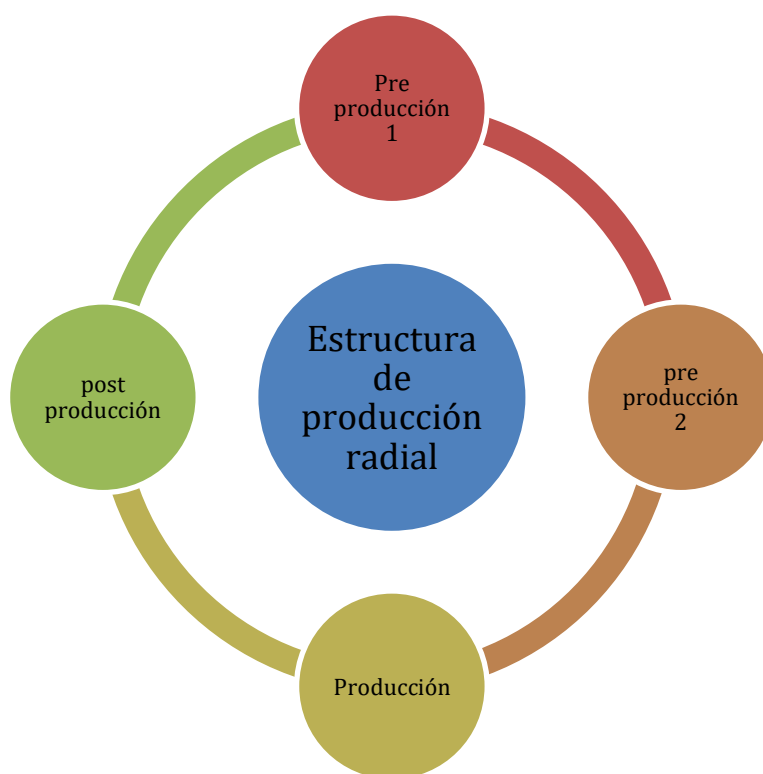 Pre
producción
1
Estructura
de
producción
radial
pre
producción
2
post
producción
Producción